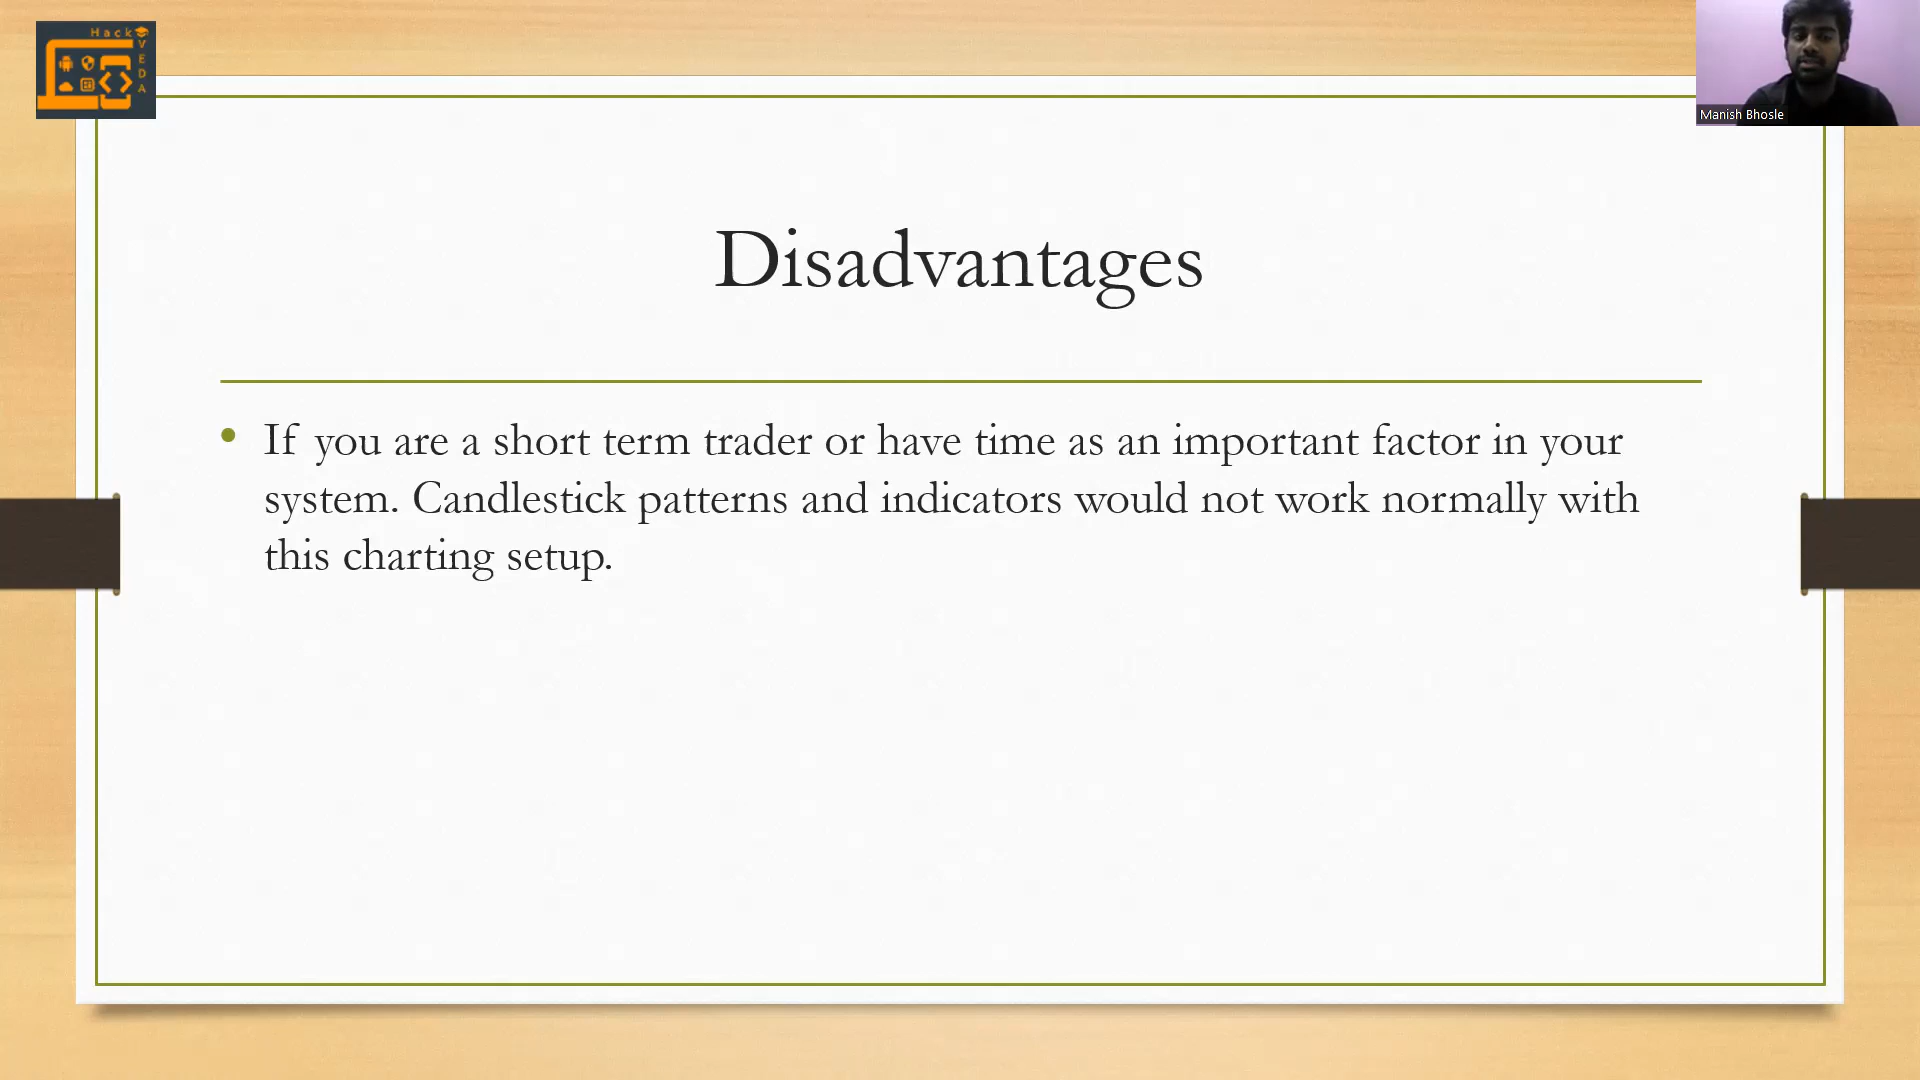 Hack
VEDA
Manish Bhosle
Disadvantages
If you are a short term trader or have time as an important factor in your
system. Candlestick patterns and indicators would not work normally with
this charting setup.